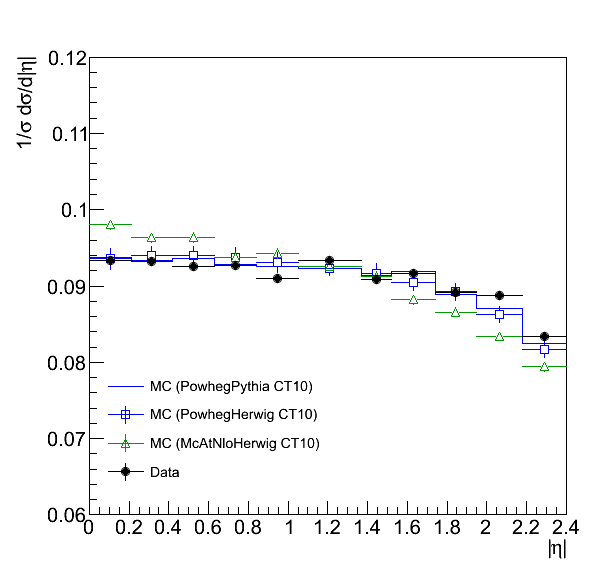 1/σ dσ/d|η|
0.12
0.11
0.1
0.09
0.08
0.07
0.06
MC (PowhegPythia CT10)
MC (PowhegHerwig CT10)
MC (McAtNloHerwig CT10)
Data
0 0.2 0.4 0.6 0.8 1 1.2 1.4 1.6 1.8 2 2.2 2.4
|η|